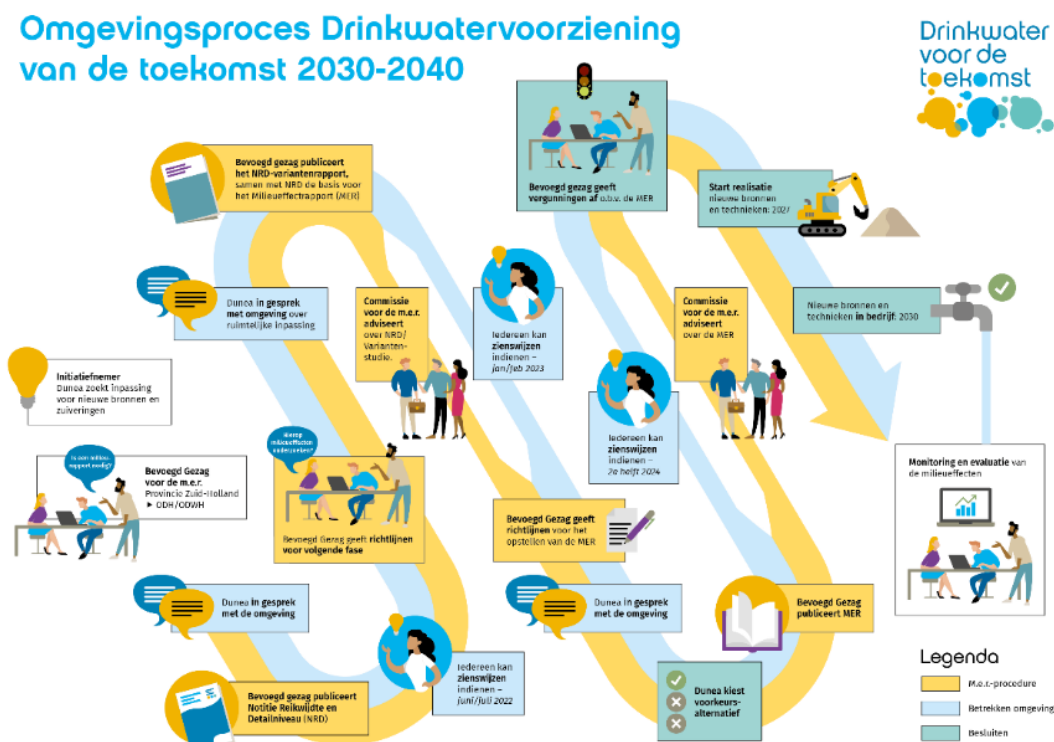 Omgevingsproces Drinkwatervoorziening
van de toekomst 2030-2040
Drinkwater
voor de
toekomst
Initiatiefnemer
Dunea zoekt inpassing
voor nieuwe bronnen en
zuiveringen
Is een milieu-
rapport nodig?
Bevoegd Gezag
voor de m.e.r.
Provincie Zuid-Holland
► ODH/ODWH
Dunea in gesprek
met de omgeving
Bevoegd gezag publiceert
Notitie Reikwijdte en
Detailniveau (NRD)
Iedereen kan
zienswijzen
indienen –
juni/juli 2022
Hierop
milieueffecten
onderzoeken?
Bevoegd Gezag geeft richtlijnen
voor volgende fase
Dunea in gesprek
met omgeving over
ruimtelijke inpassing
Bevoegd gezag publiceert
het NRD-variantenrapport,
samen met NRD de basis voor
het Milieueffectrapport (MER)
Commissie
voor de m.e.r.
adviseert
over NRD/
Varianten-
studie.
Iedereen kan
zienswijzen
indienen –
jan/feb 2023
Bevoegd Gezag geeft
richtlijnen voor het
opstellen van de MER
Dunea in gesprek
met de omgeving
Dunea kiest
voorkeurs-
alternatief
Bevoegd Gezag
publiceert MER
Iedereen kan
zienswijzen
indienen –
2e helft 2024
Commissie
voor de m.e.r.
adviseert
over de MER
Bevoegd gezag geeft
vergunningen af o.b.v. de MER
Start realisatie
nieuwe bronnen
en technieken: 2027
Nieuwe bronnen en
technieken in bedrijf: 2030
Monitoring en evaluatie van
de milieueffecten
Legenda
M.e.r.-procedure
Betrekken omgeving
Besluiten